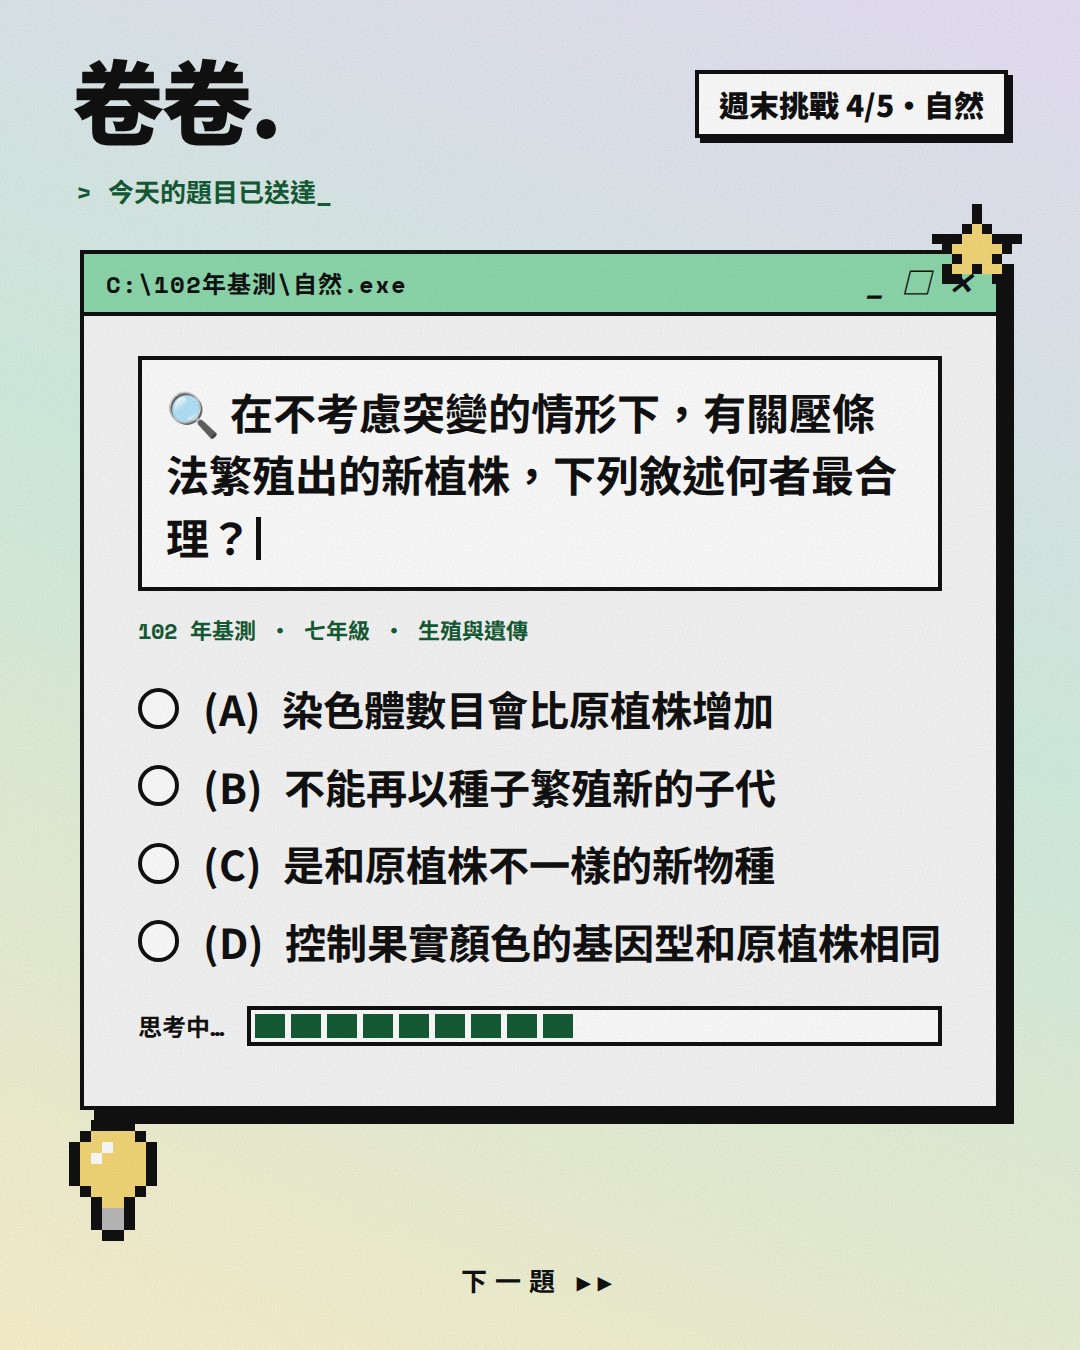 卷卷.
週末挑戰 4/5・自然
> 今天的題目已送達_
C:\102年基測\自然.exe
🔍 在不考慮突變的情形下，有關壓條
法繁殖出的新植株，下列敘述何者最合
理？
102 年基測 ・ 七年級 ・ 生殖與遺傳
(A) 染色體數目會比原植株增加
(B) 不能再以種子繁殖新的子代
(C) 是和原植株不一樣的新物種
(D) 控制果實顏色的基因型和原植株相同
思考中…
下一題 ▸▸